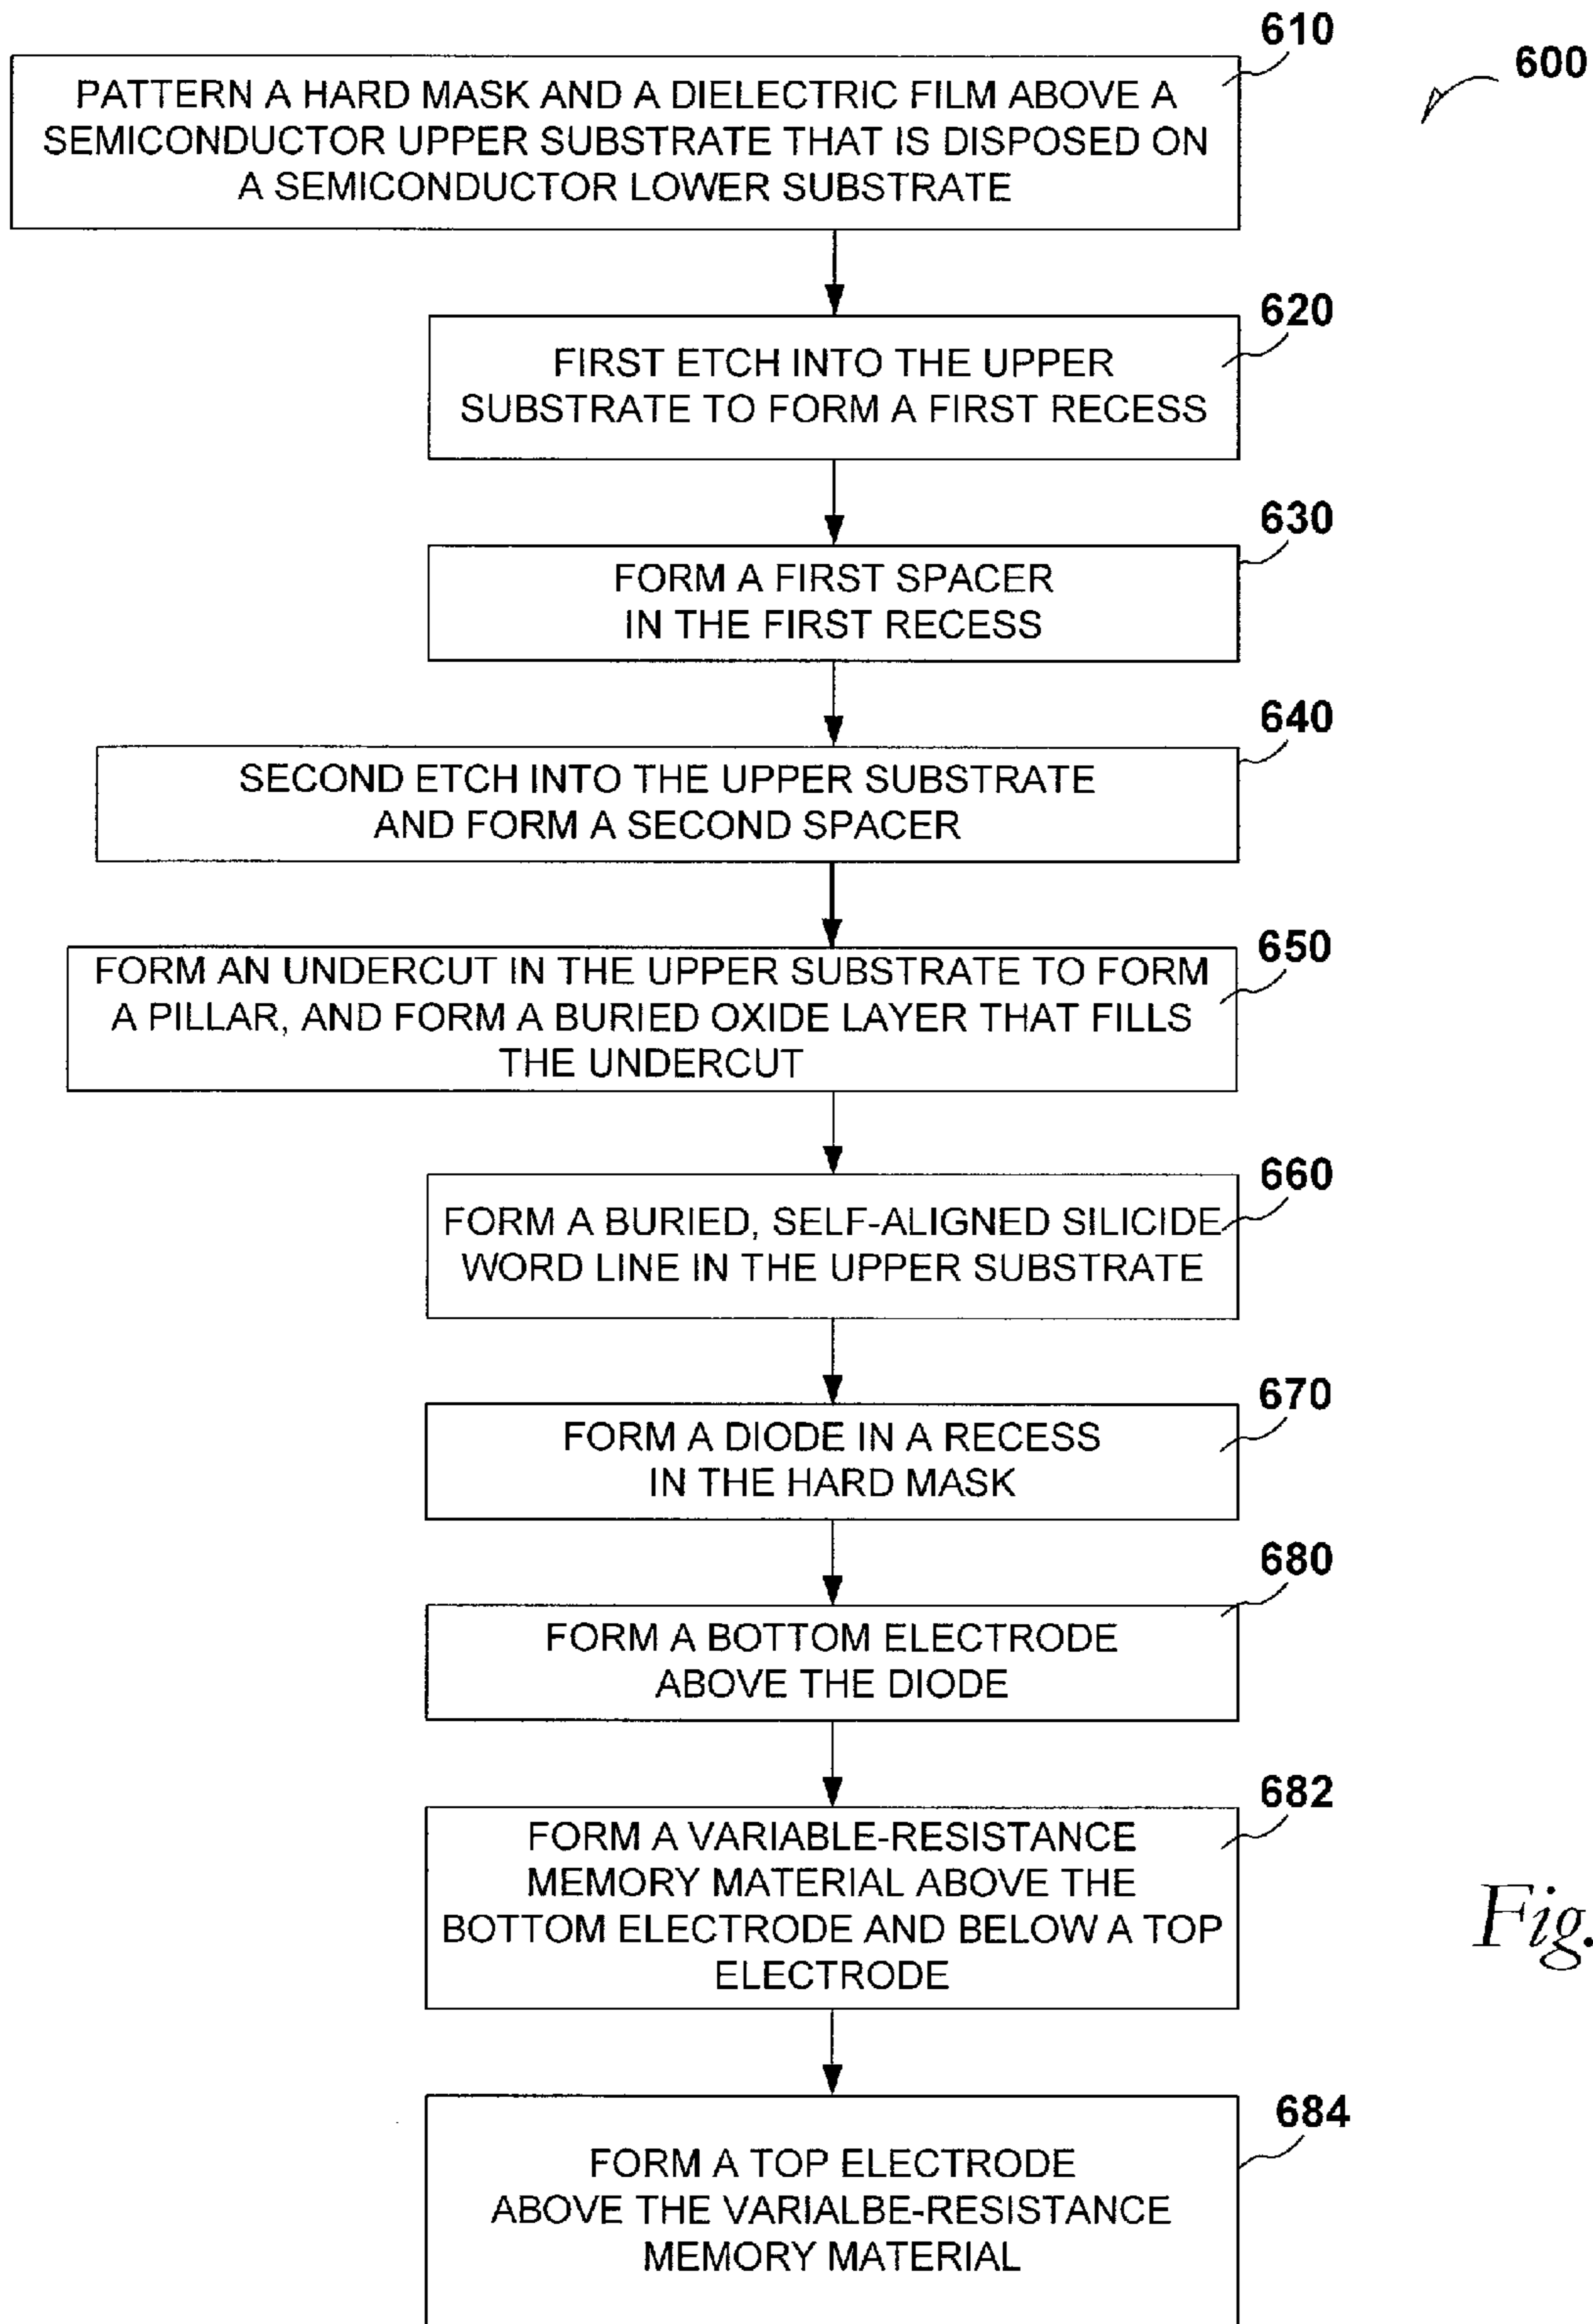 610
600
PATTERN A HARD MASK AND A DIELECTRIC FILM ABOVE A
SEMICONDUCTOR UPPER SUBSTRATE THAT IS DISPOSED ON
A SEMICONDUCTOR LOWER SUBSTRATE
620
FIRST ETCH INTO THE UPPER
SUBSTRATE TO FORM A FIRST RECESS
630
FORM A FIRST SPACER
IN THE FIRST RECESS
640
SECOND ETCH INTO THE UPPER SUBSTRATE
AND FORM A SECOND SPACER
650
FORM AN UNDERCUT IN THE UPPER SUBSTRATE TO FORM
A PILLAR, AND FORM A BURIED OXIDE LAYER THAT FILLS
THE UNDERCUT
660
FORM A BURIED, SELF-ALIGNED SILICIDE
WORD LINE IN THE UPPER SUBSTRATE
670
FORM A DIODE IN A RECESS
IN THE HARD MASK
680
FORM A BOTTOM ELECTRODE
ABOVE THE DIODE
682
FORM A VARIABLE-RESISTANCE
MEMORY MATERIAL ABOVE THE
BOTTOM ELECTRODE AND BELOW A TOP
ELECTRODE
Fig.
684
FORM A TOP ELECTRODE
ABOVE THE VARIALBE-RESISTANCE
MEMORY MATERIAL